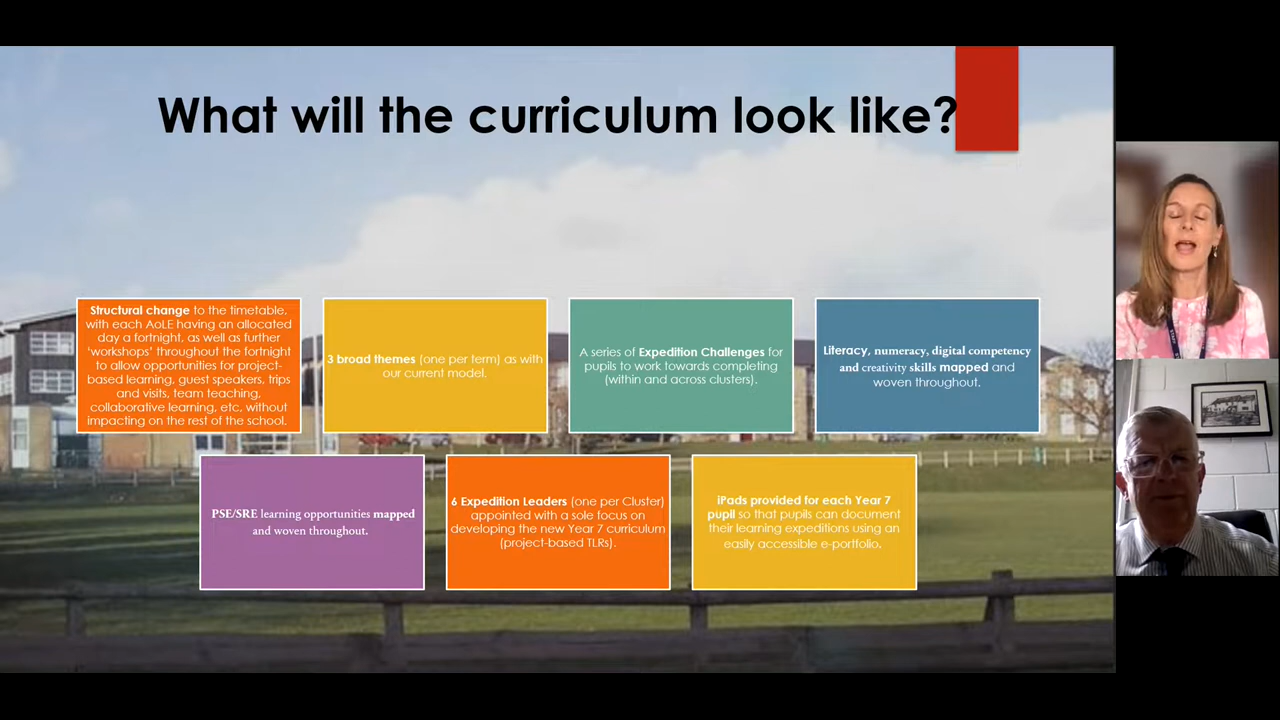 What will the curriculum look like?
Structural change to the timetable,
with each AoLE having an allocated
day a fortnight, as well as further
'workshops' throughout the fortnight
to allow opportunities for project-
based learning, guest speakers, trips
and visits, team teaching,
collaborative learning, etc, without
impacting on the rest of the school.
3 broad themes (one per term) as with
our current model.
A series of Expedition Challenges for
pupils to work towards completing
(within and across clusters).
Literacy, numeracy, digital competency
and creativity skills mapped and
woven throughout.
PSE/SRE learning opportunities mapped
and woven throughout.
6 Expedition Leaders (one per Cluster)
appointed with a sole focus on
developing the new Year 7 curriculum
(project-based TLRs).
iPads provided for each Year 7
pupil so that pupils can document
their learning expeditions using an
easily accessible e-portfolio.